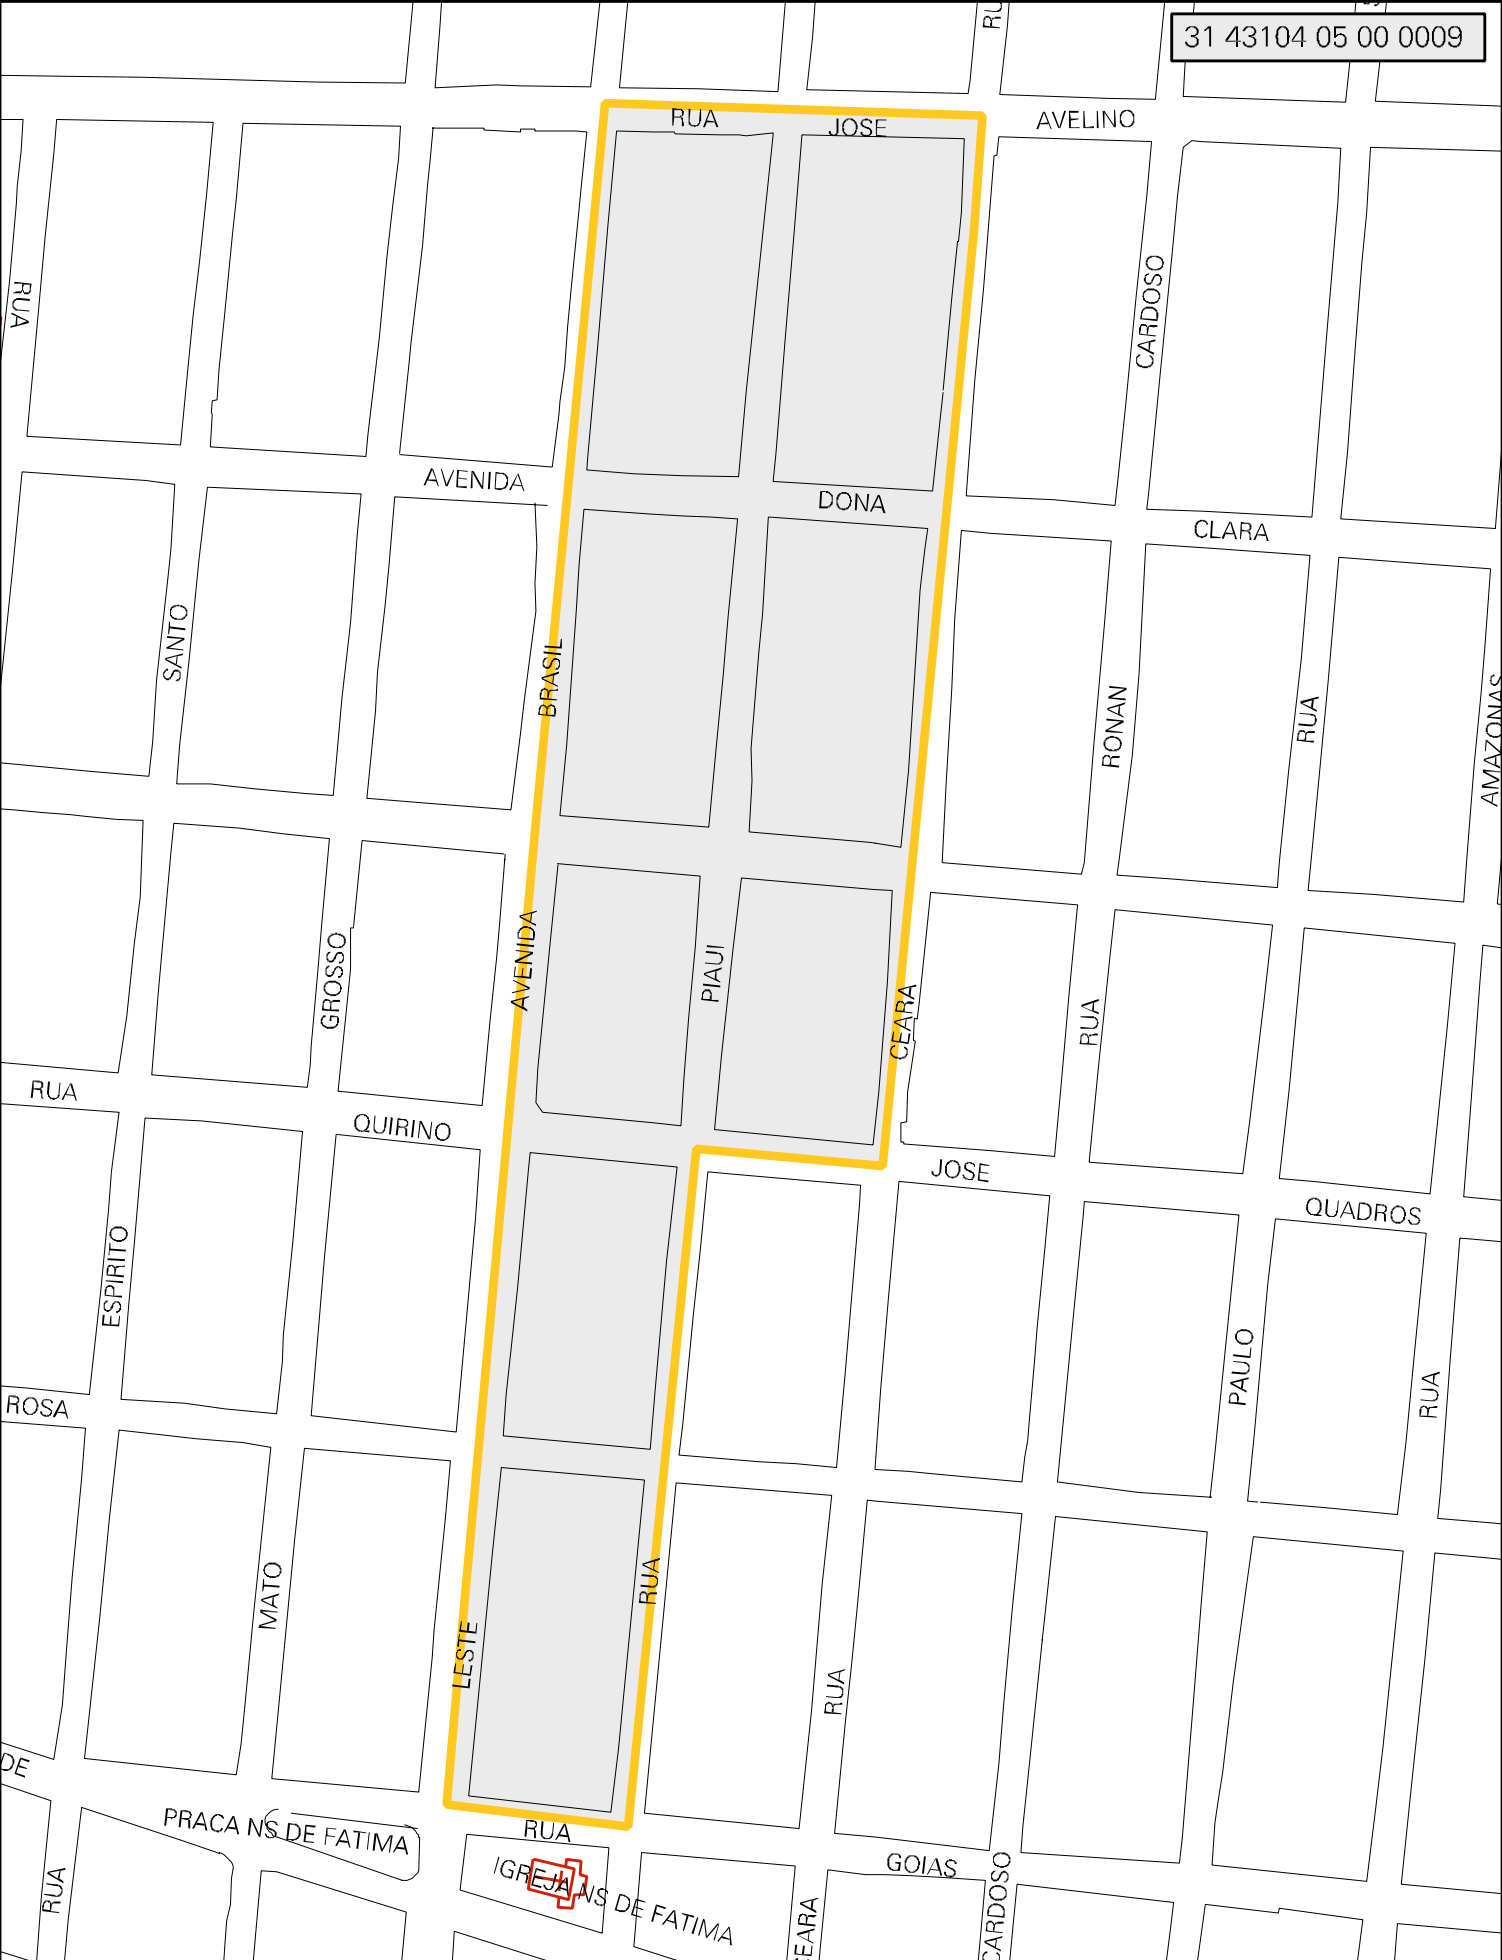 RU
31 43104 05 00 0009
RUA
JOSE
AVELINO
RUA
CARDOSO
AVENIDA
DONA
CLARA
SANTO
BRASIL
RONAN
RUA
AMAZONAS
GROSSO
AVENIDA
PIAUI
CEARA
RUA
RUA
QUIRINO
JOSE
QUADROS
ESPIRITO
PAULO
RUA
ROSA
MATO
RUA
LESTE
RUA
DE
PRACA NS DE FATIMA
RUA
GOIAS
IGREJA NS DE FATIMA
RUA
CEARA
CARDOSO